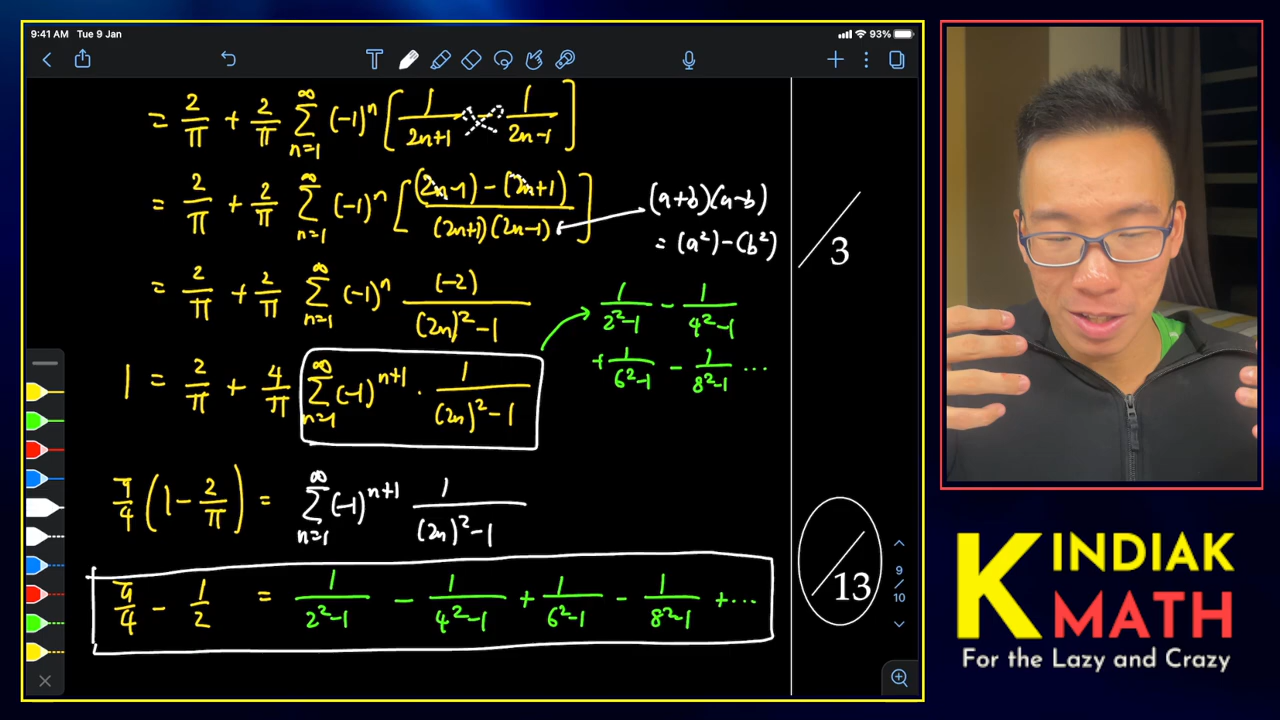 9:41 AM Tue 9 Jan 93%
= 2/π + 2/π ∑_{n=1}^{∞} (-1)^n [ 1/(2n+1) - 1/(2n-1) ]
= 2/π + 2/π ∑_{n=1}^{∞} (-1)^n [ ((2n-1) - (2n+1)) / ((2n+1)(2n-1)) ]
(a+b)(a-b)
= (a²) - (b²)
/3
= 2/π + 2/π ∑_{n=1}^{∞} (-1)^n (-2)/((2n)²-1)
1/(2²-1) - 1/(4²-1)
+ 1/(6²-1) - 1/(8²-1) ...
1 = 2/π + 4/π ∑_{n=1}^{∞} (-1)^{n+1} · 1/((2n)²-1)
π/4 (1 - 2/π) = ∑_{n=1}^{∞} (-1)^{n+1} 1/((2n)²-1)
π/4 - 1/2 = 1/(2²-1) - 1/(4²-1) + 1/(6²-1) - 1/(8²-1) + ...
/13
9
/
10
KINDIAK
MATH
For the Lazy and Crazy